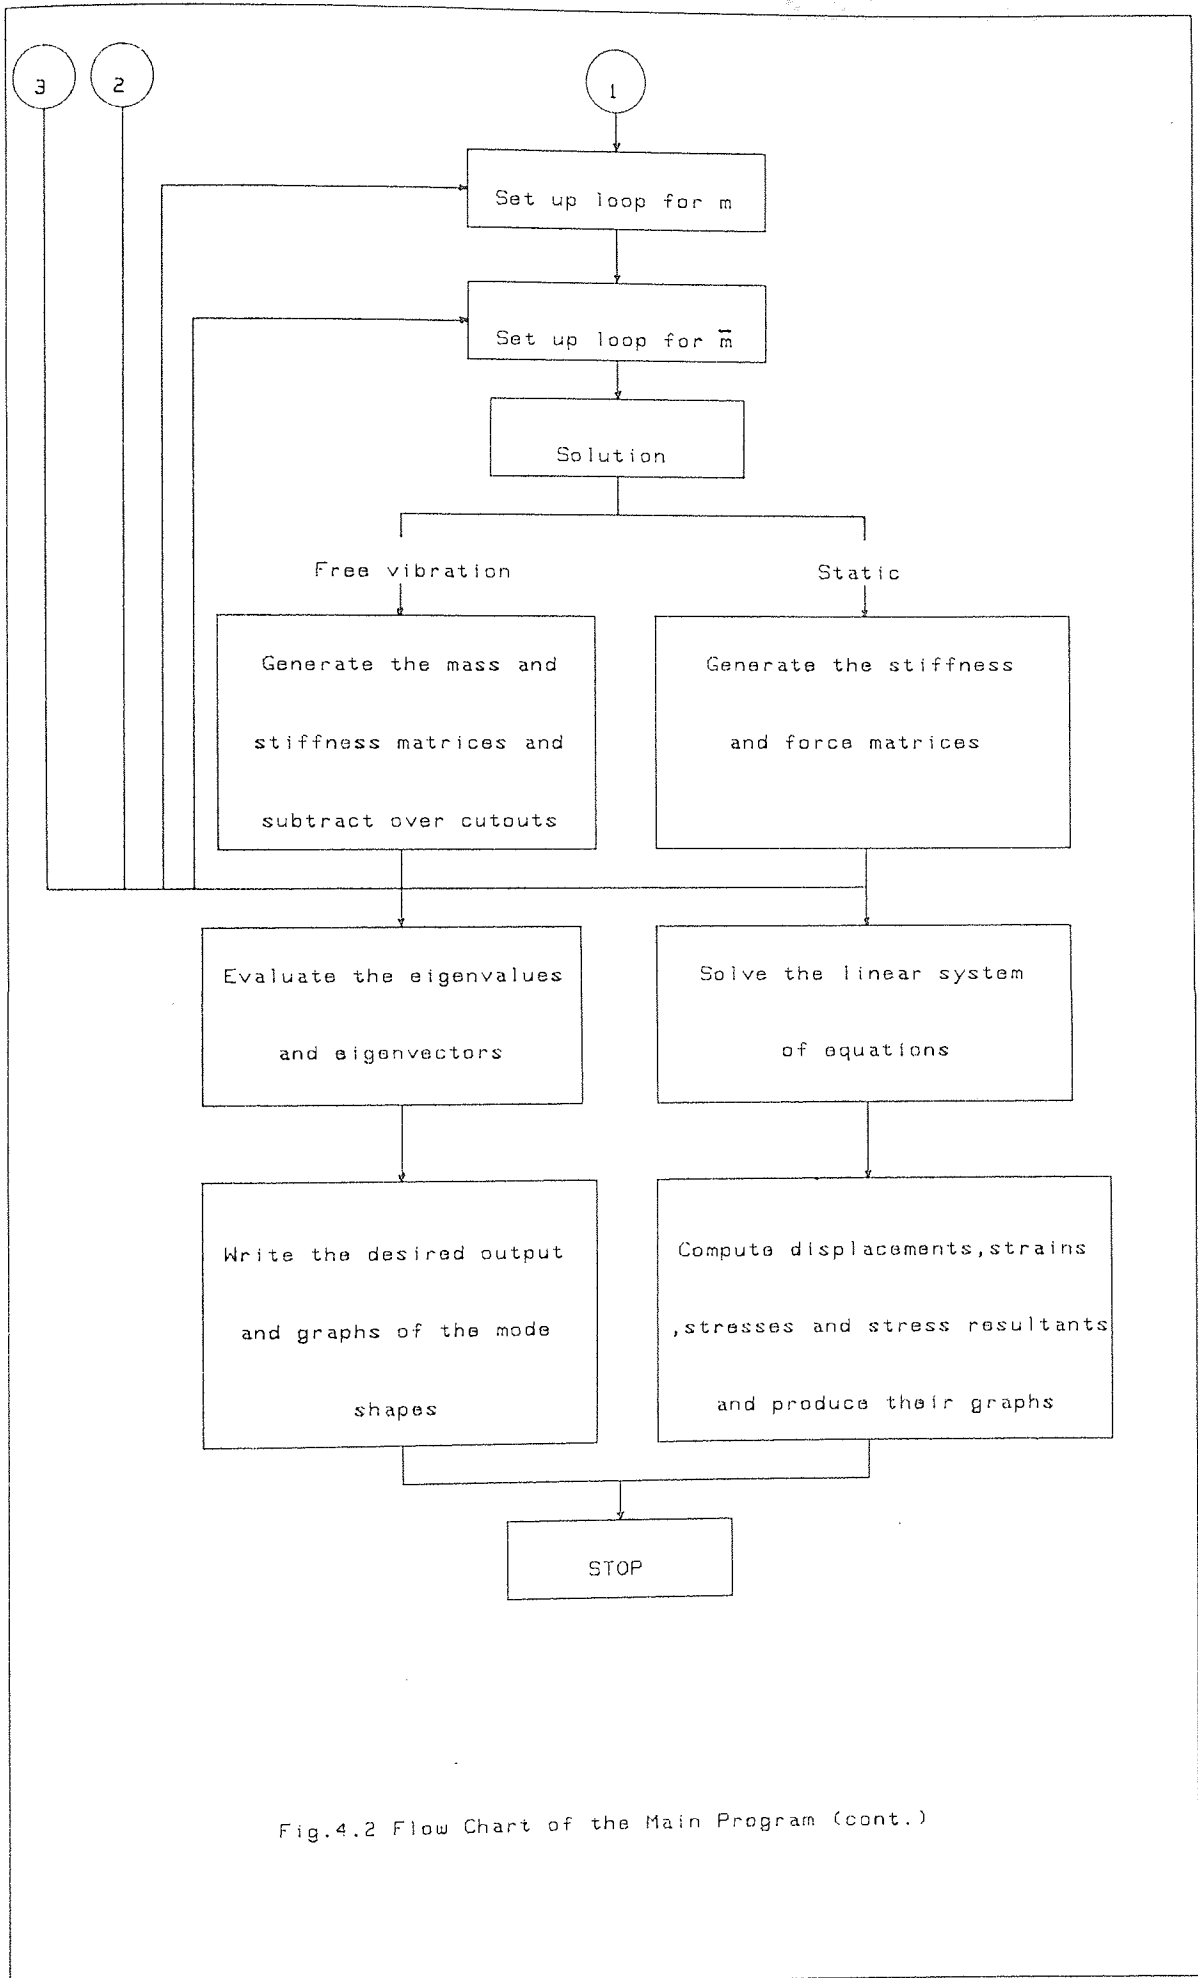 3
2
1
Set up loop for m
Set up loop for m̄
Solution
Free vibration
Static
Generate the mass and
stiffness matrices and
subtract over cutouts
Generate the stiffness
and force matrices
Evaluate the eigenvalues
and eigenvectors
Solve the linear system
of equations
Write the desired output
and graphs of the mode
shapes
Compute displacements,strains
,stresses and stress resultants
and produce their graphs
STOP
Fig.4.2 Flow Chart of the Main Program (cont.)